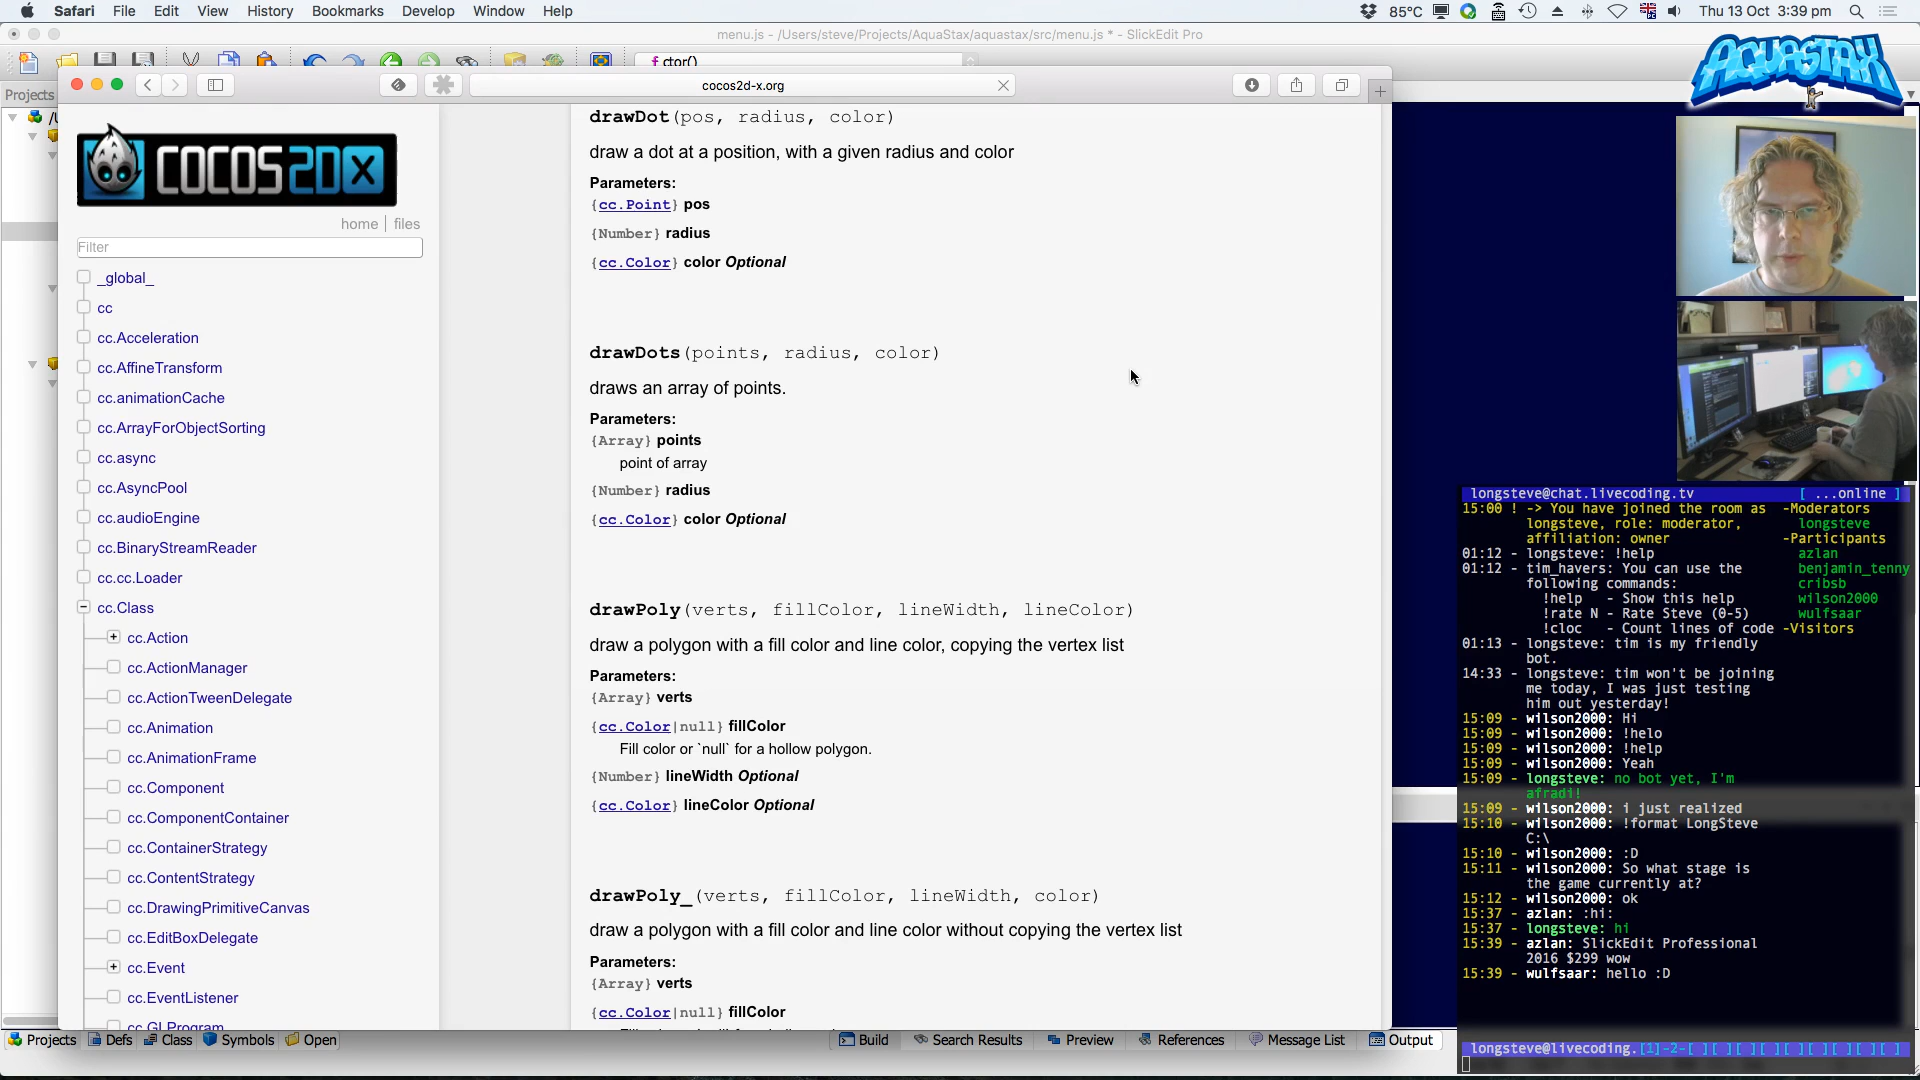 Safari File Edit View History Bookmarks Develop Window Help
85°C Thu 13 Oct 3:39 pm
menu.js - /Users/steve/Projects/AquaStax/aquastax/src/menu.js * - SlickEdit Pro
ctor()
AQUASTAX
Projects
cocos2d-x.org
COCOS2DX
home files
Filter
_global_
cc
cc.Acceleration
cc.AffineTransform
cc.animationCache
cc.ArrayForObjectSorting
cc.async
cc.AsyncPool
cc.audioEngine
cc.BinaryStreamReader
cc.cc.Loader
cc.Class
cc.Action
cc.ActionManager
cc.ActionTweenDelegate
cc.Animation
cc.AnimationFrame
cc.Component
cc.ComponentContainer
cc.ContainerStrategy
cc.ContentStrategy
cc.DrawingPrimitiveCanvas
cc.EditBoxDelegate
cc.Event
cc.EventListener
cc.GLProgram
drawDot(pos, radius, color)
draw a dot at a position, with a given radius and color
Parameters:
{cc.Point} pos
{Number} radius
{cc.Color} color Optional
drawDots(points, radius, color)
draws an array of points.
Parameters:
{Array} points
point of array
{Number} radius
{cc.Color} color Optional
drawPoly(verts, fillColor, lineWidth, lineColor)
draw a polygon with a fill color and line color, copying the vertex list
Parameters:
{Array} verts
{cc.Color|null} fillColor
Fill color or `null` for a hollow polygon.
{Number} lineWidth Optional
{cc.Color} lineColor Optional
drawPoly_(verts, fillColor, lineWidth, color)
draw a polygon with a fill color and line color without copying the vertex list
Parameters:
{Array} verts
{cc.Color|null} fillColor
longsteve@chat.livecoding.tv [ ...online ]
15:00 ! -> You have joined the room as
longsteve, role: moderator,
affiliation: owner
01:12 - longsteve: !help
01:12 - tim_havers: You can use the
following commands:
!help - Show this help
!rate N - Rate Steve (0-5)
!cloc - Count lines of code
01:13 - longsteve: tim is my friendly
bot.
14:33 - longsteve: tim won't be joining
me today, I was just testing
him out yesterday!
15:09 - wilson2000: Hi
15:09 - wilson2000: !helo
15:09 - wilson2000: !help
15:09 - wilson2000: Yeah
15:09 - longsteve: no bot yet, I'm
afradi!
15:09 - wilson2000: i just realized
15:10 - wilson2000: !format LongSteve
C:\
15:10 - wilson2000: :D
15:11 - wilson2000: So what stage is
the game currently at?
15:12 - wilson2000: ok
15:37 - azlan: :hi:
15:37 - longsteve: hi
15:39 - azlan: SlickEdit Professional
2016 $299 wow
15:39 - wulfsaar: hello :D
-Moderators
longsteve
-Participants
azlan
benjamin_tenny
cribsb
wilson2000
wulfsaar
-Visitors
longsteve@livecoding.[1]-2-[ ][ ][ ][ ][ ][ ][ ][ ][ ]
Projects Defs Class Symbols Open Build Search Results Preview References Message List Output